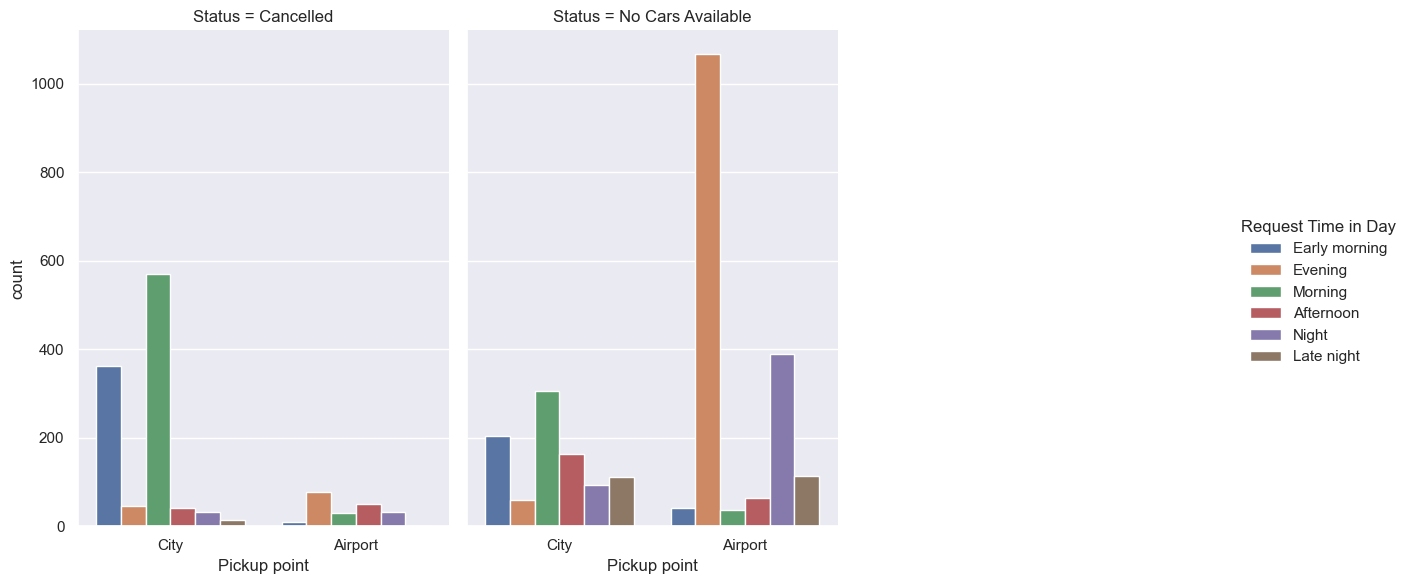 Status = Cancelled
Status = No Cars Available
count
1000
800
600
400
200
0
City
Airport
City
Airport
Pickup point
Pickup point
Request Time in Day
Early morning
Evening
Morning
Afternoon
Night
Late night